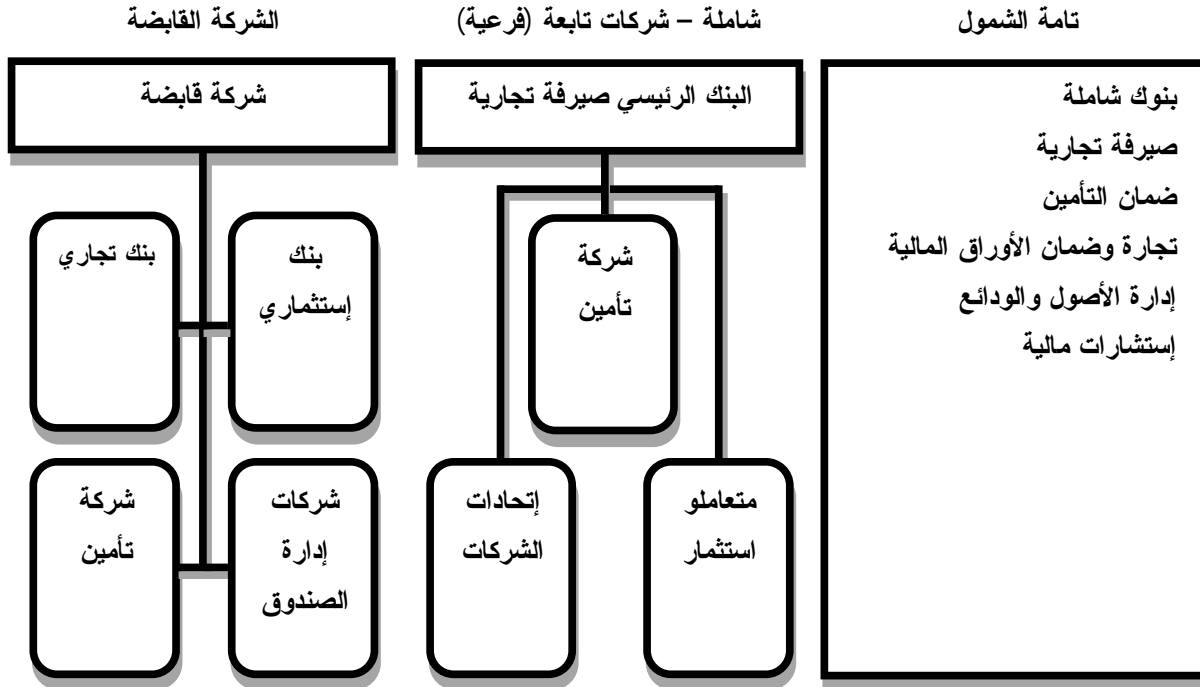 تامة الشمول
شاملة – شركات تابعة (فرعية)
الشركة القابضة
بنوك شاملة
صيرفة تجارية
ضمان التأمين
تجارة وضمان الأوراق المالية
إدارة الأصول والودائع
إستشارات مالية
البنك الرئيسي صيرفة تجارية
شركة
تأمين
متعاملو
استثمار
إتحادات
الشركات
شركة قابضة
بنك
إستثماري
بنك تجاري
شركات
إدارة
الصندوق
شركة
تأمين